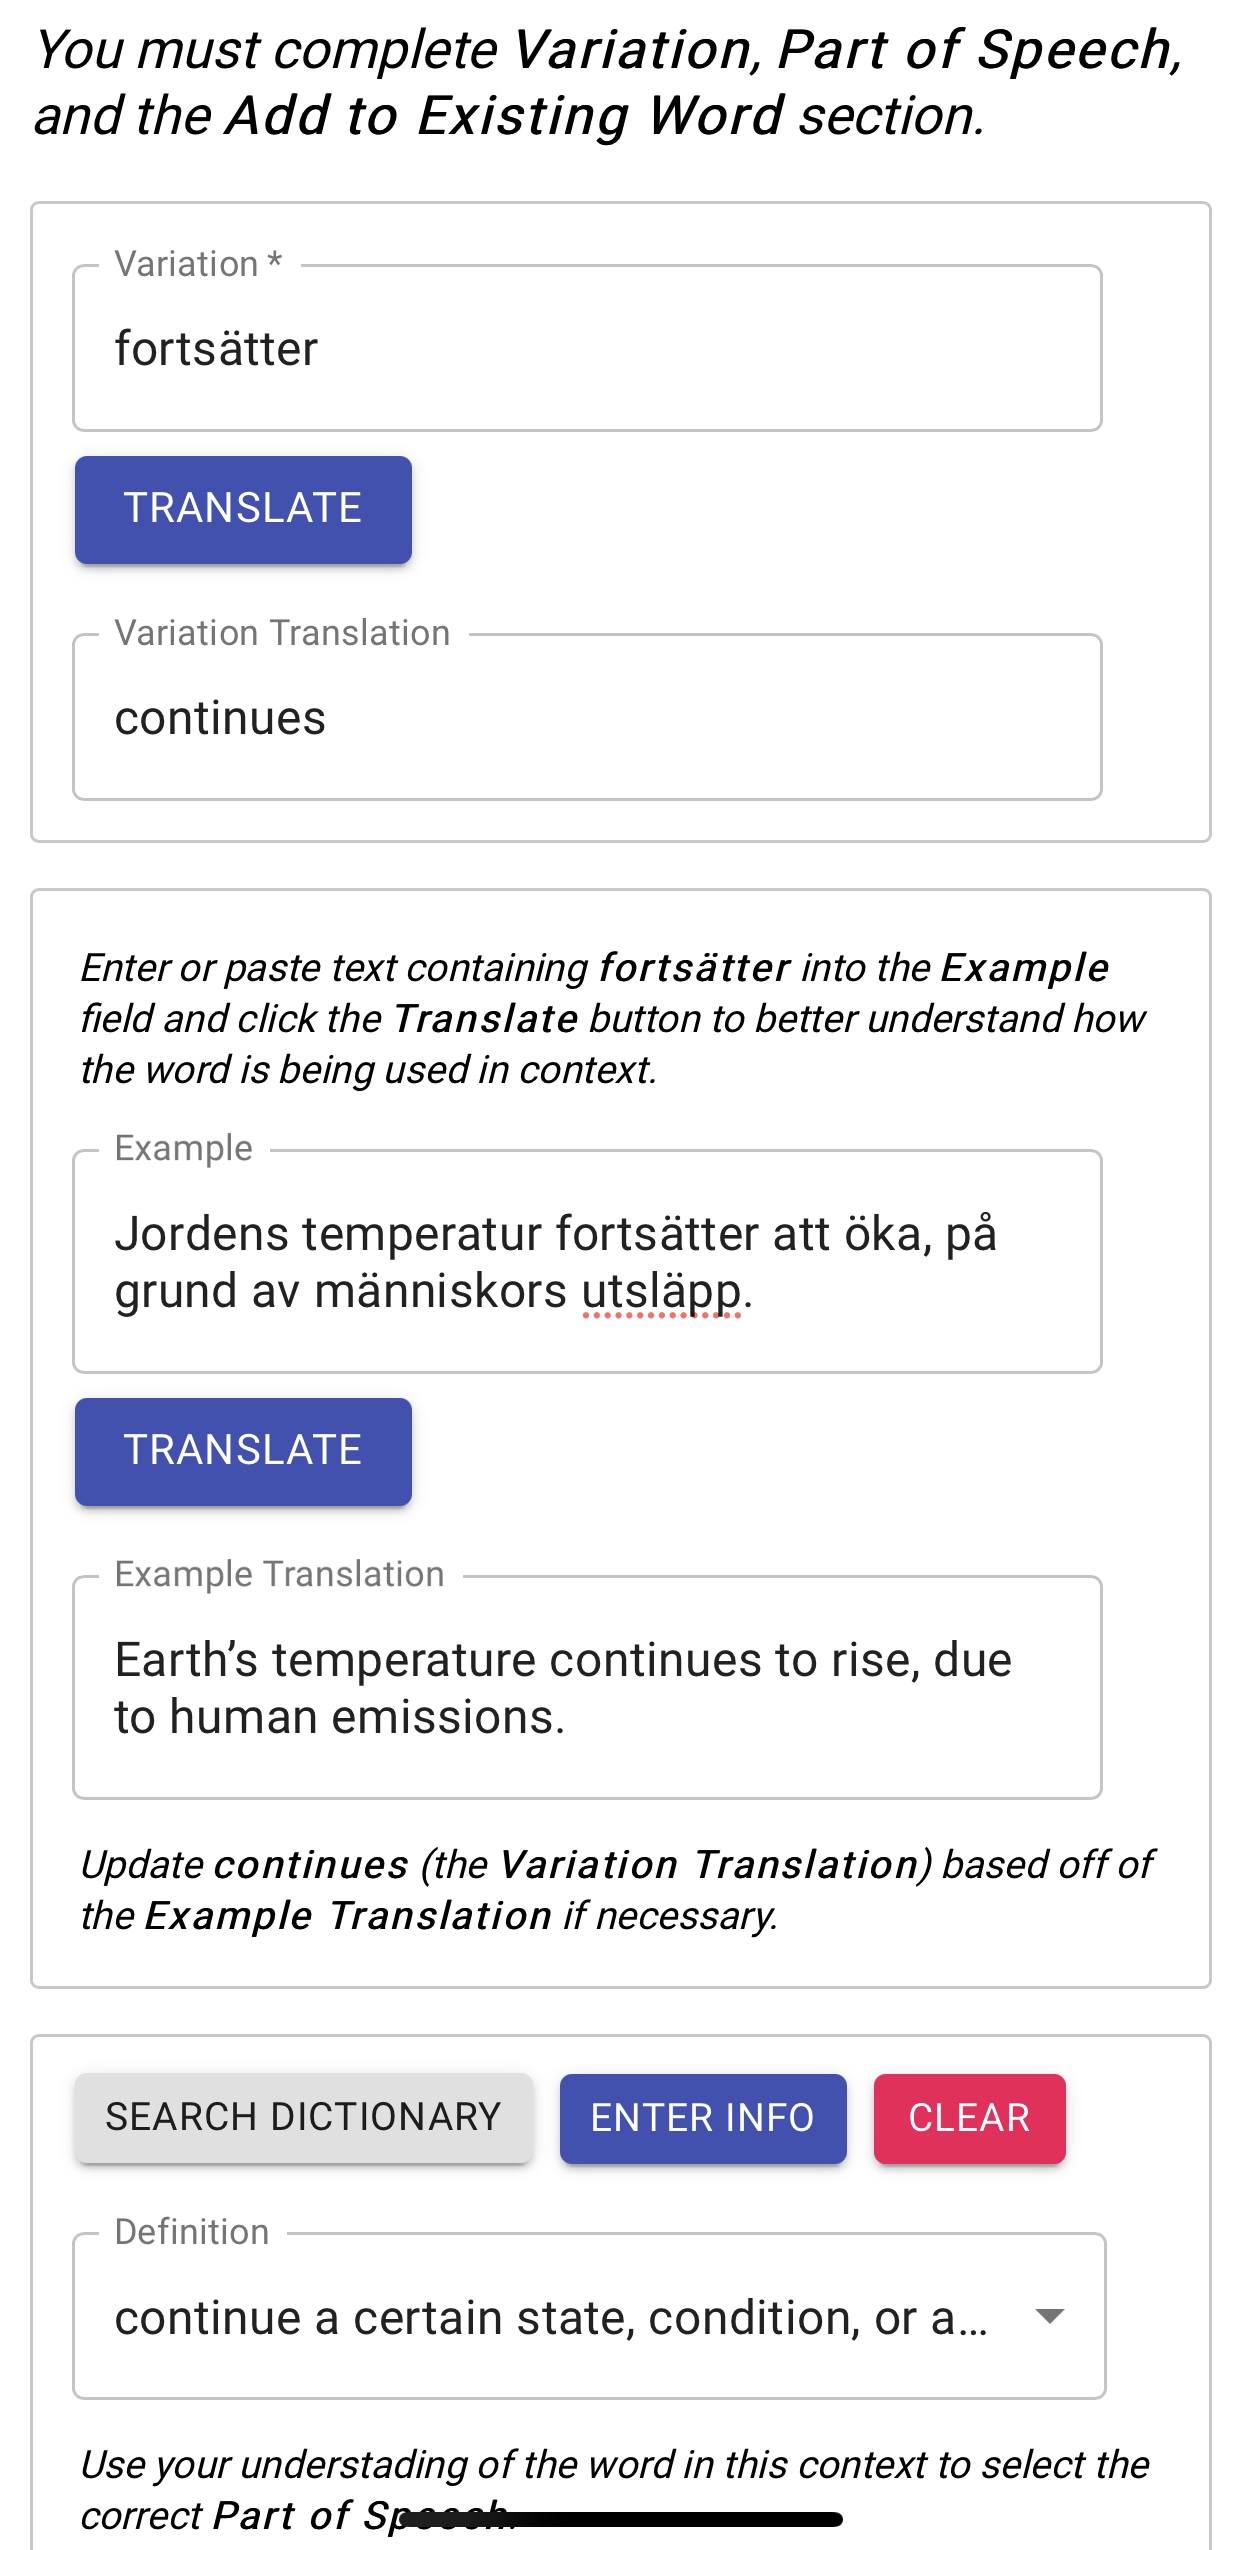 You must complete Variation, Part of Speech,
and the Add to Existing Word section.
Variation *
fortsätter
TRANSLATE
Variation Translation
continues
Enter or paste text containing fortsätter into the Example
field and click the Translate button to better understand how
the word is being used in context.
Example
Jordens temperatur fortsätter att öka, på
grund av människors utsläpp.
TRANSLATE
Example Translation
Earth’s temperature continues to rise, due
to human emissions.
Update continues (the Variation Translation) based off of
the Example Translation if necessary.
SEARCH DICTIONARY ENTER INFO CLEAR
Definition
continue a certain state, condition, or a...
Use your understading of the word in this context to select the
correct Part of Speech.